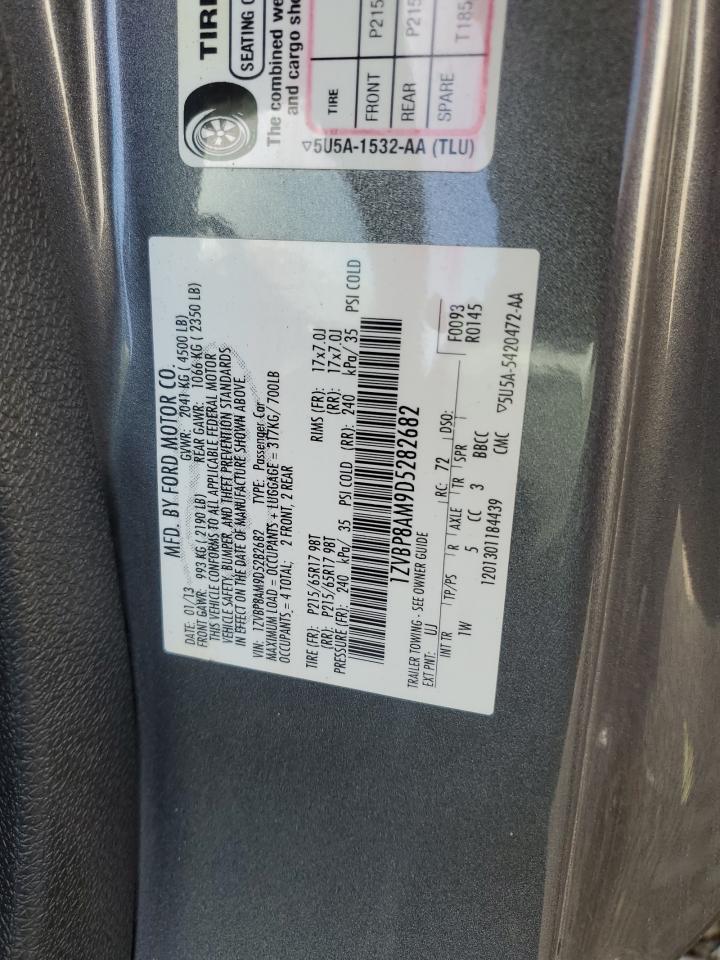 TIRE
SEATING C
The combined we
and cargo sho
TIRE
FRONT P215
REAR P215
SPARE T185
5U5A-1532-AA (TLU)
MFD. BY FORD MOTOR CO.
DATE: 01/13 GVWR: 2041 KG / 4500 LB)
FRONT GAWR: 993 KG ( 2190 LB) REAR GAWR: 1066 KG ( 2350 LB)
THIS VEHICLE CONFORMS TO ALL APPLICABLE FEDERAL MOTOR
VEHICLE SAFETY, BUMPER, AND THEFT PREVENTION STANDARDS
IN EFFECT ON THE DATE OF MANUFACTURE SHOWN ABOVE.
VIN: 1ZVBP8AM9D5282682 TYPE: Passenger Car
MAXIMUM LOAD = OCCUPANTS + LUGGAGE = 317KG/ 700LB
OCCUPANTS = 4 TOTAL; 2 FRONT, 2 REAR
TIRE (FR): P215/65R17 98T RIMS (FR): 17x7.0J
(RR): P215/65R17 98T (RR): 17x7.0J
PRESSURE (FR): 240 kPa/ 35 PSI COLD (RR): 240 kPa/ 35 PSI COLD
1ZVBP8AM9D5282682
TRAILER TOWING - SEE OWNER GUIDE
EXT PNT: UJ RC: 72 DSO: F0093
INT TR TP/PS R AXLE TR SPR R0145
1W 5 CC 3 BBCC
12013011B4439 CMC 5U5A-5420472-AA